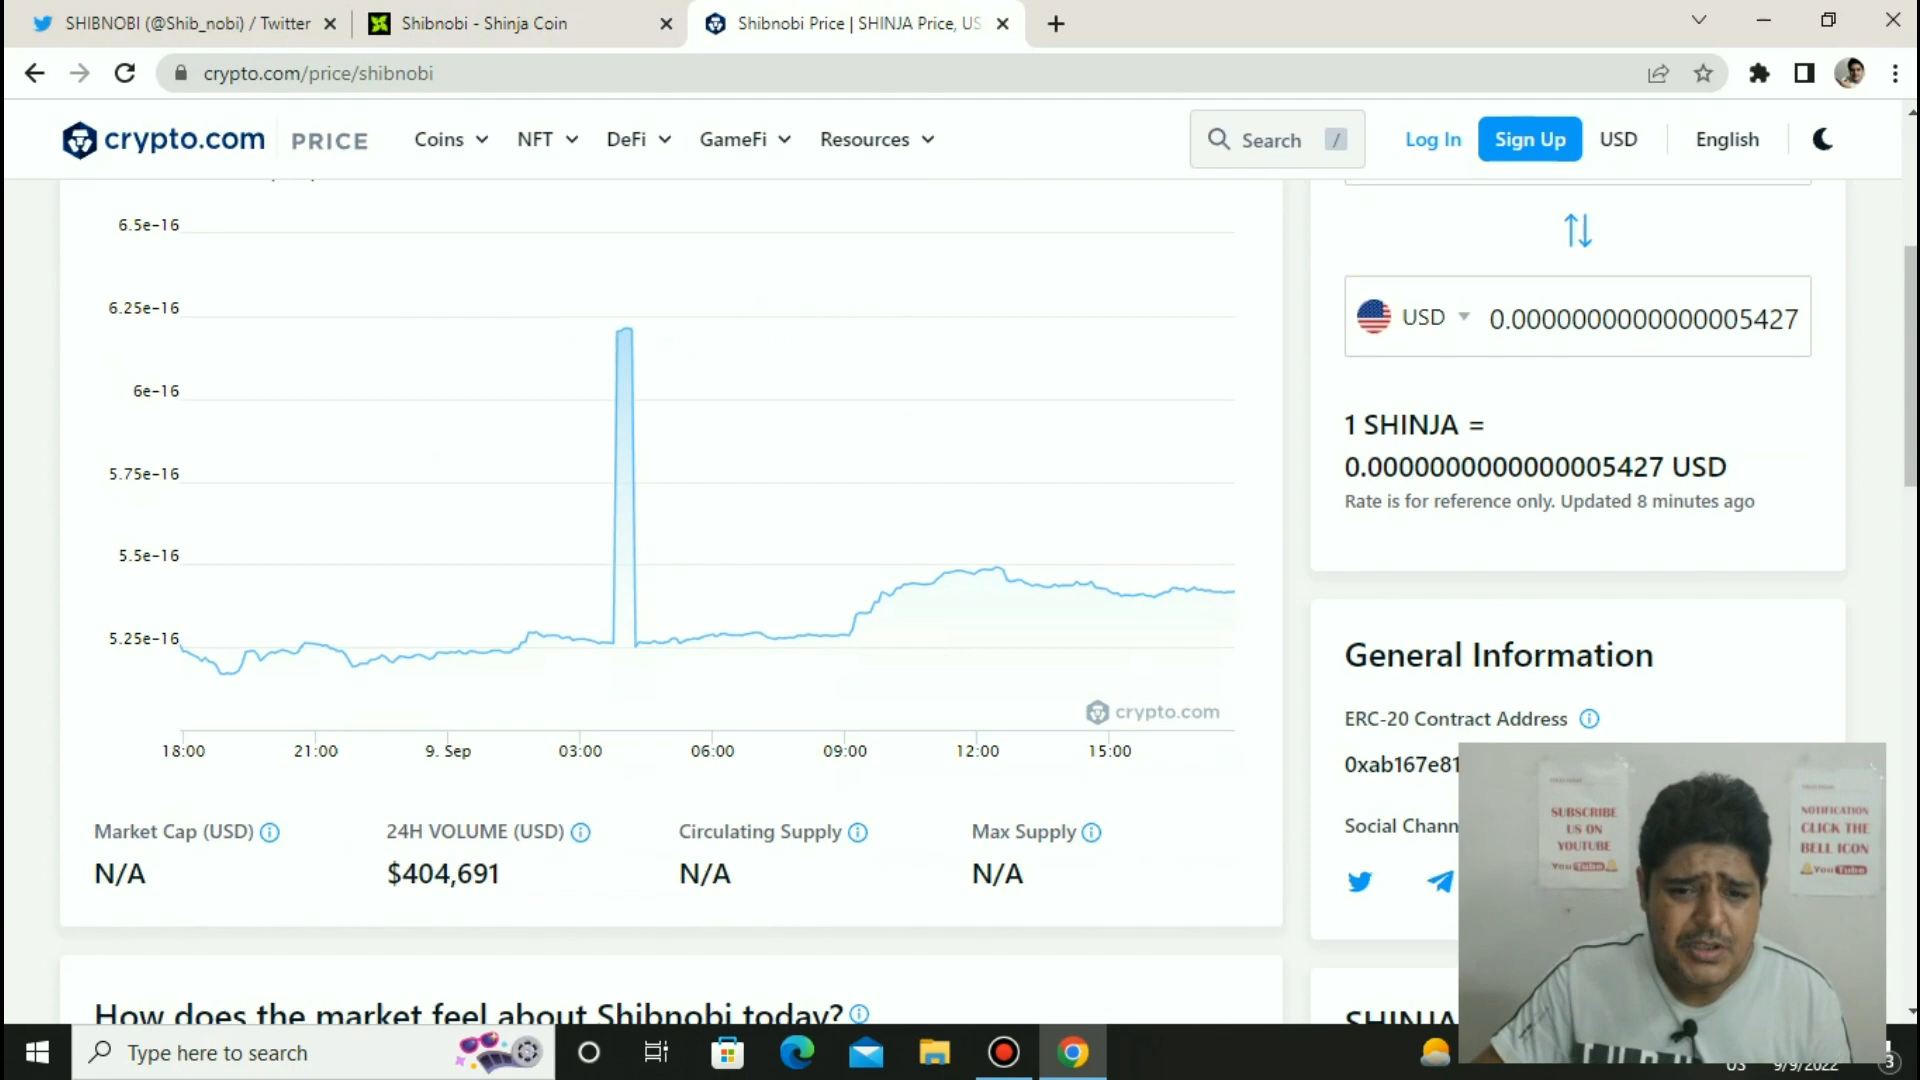 SHIBNOBI (@Shib_nobi) / Twitter
Shibnobi - Shinja Coin
Shibnobi Price | SHINJA Price, US
crypto.com/price/shibnobi
crypto.com PRICE Coins NFT DeFi GameFi Resources Search / Log In Sign Up USD English
6.5e-16
6.25e-16
6e-16
5.75e-16
5.5e-16
5.25e-16
crypto.com
18:00 21:00 9. Sep 03:00 06:00 09:00 12:00 15:00
Market Cap (USD) 24H VOLUME (USD) Circulating Supply Max Supply
N/A $404,691 N/A N/A
How does the market feel about Shibnobi today?
USD 0.0000000000000005427
1 SHINJA =
0.0000000000000005427 USD
Rate is for reference only. Updated 8 minutes ago
General Information
ERC-20 Contract Address
0xab167e81
Social Chann
SHINJA
SUBSCRIBE
US ON
YOUTUBE
YouTube
NOTIFICATION
CLICK THE
BELL ICON
YouTube
Type here to search
9/9/2022
3